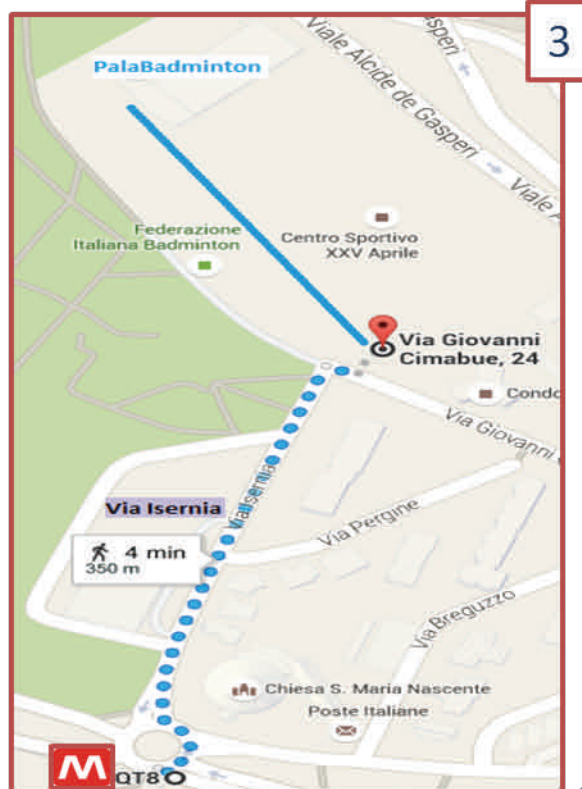 3
PalaBadminton
Viale Alcide de Gasperi
Gasperi
Viale A
Federazione
Italiana Badminton
Centro Sportivo
XXV Aprile
Via Giovanni
Cimabue, 24
Condo
Via Giovanni
Via Isernia
Via Isernia
Via Pergine
4 min
350 m
Via Breguzzo
Chiesa S. Maria Nascente
Poste Italiane
M
QT8